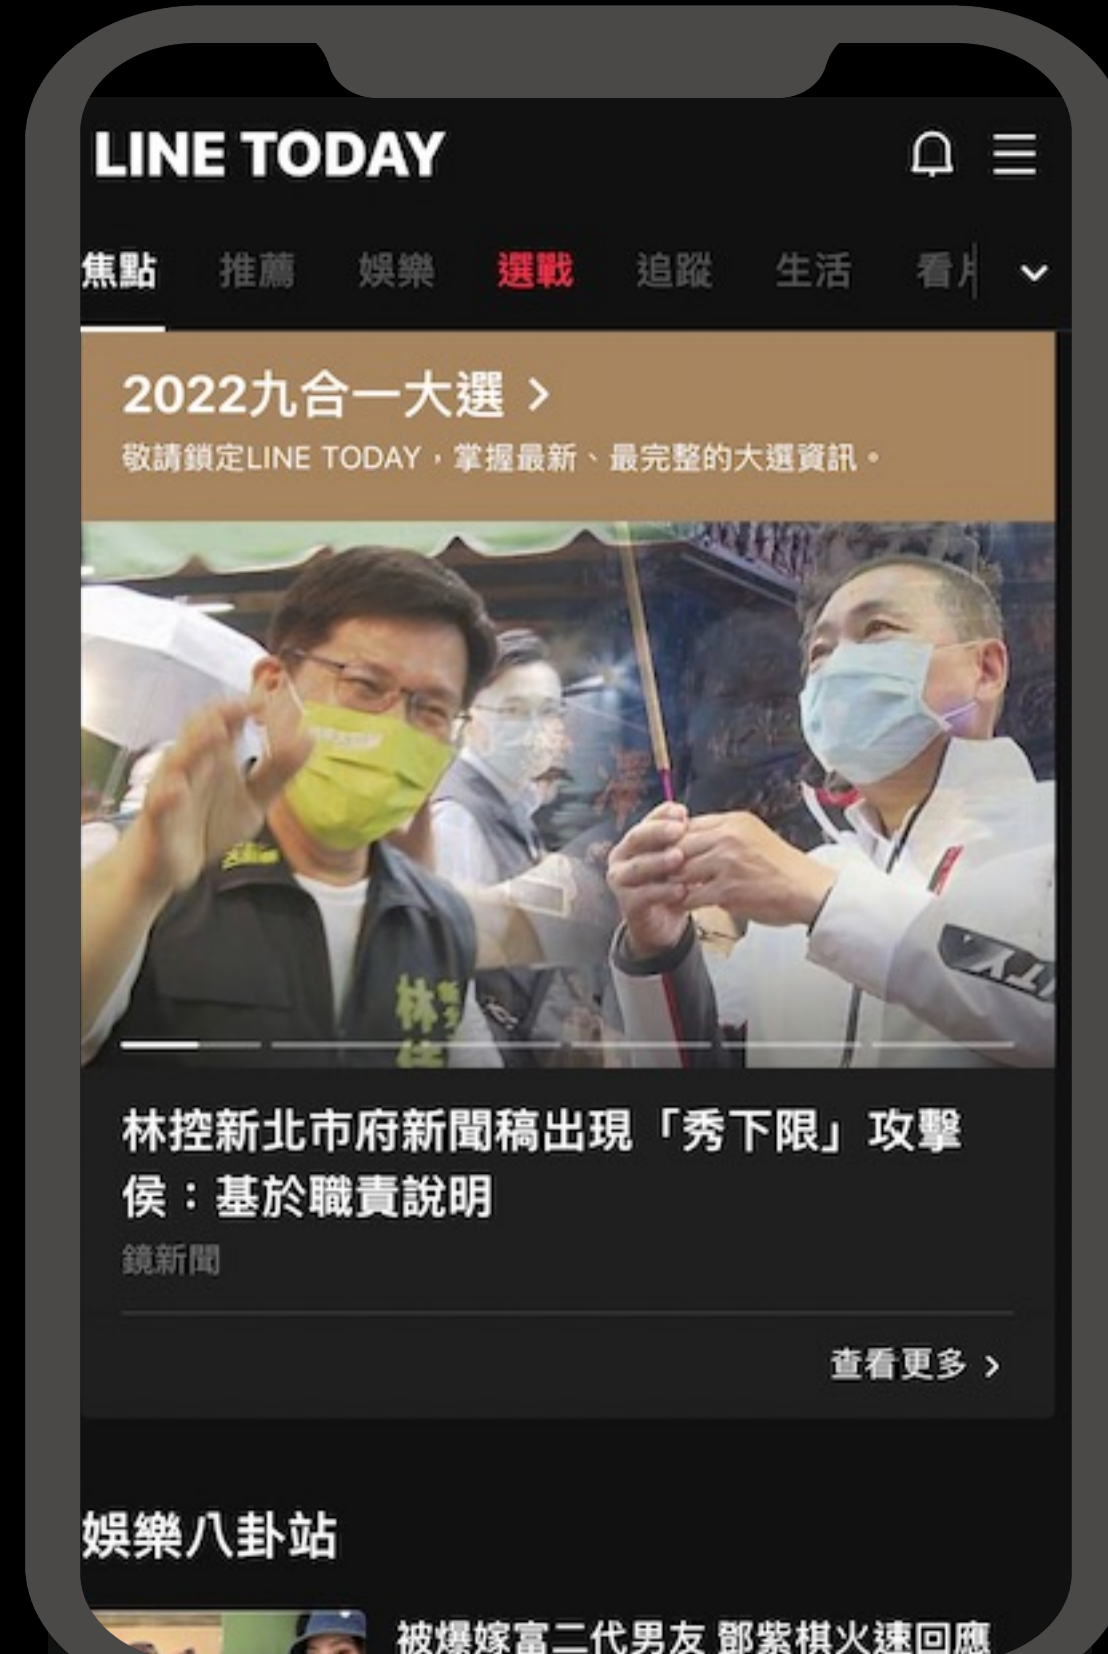 LINE TODAY
焦點 推薦 娛樂 選戰 追蹤 生活 看
2022九合一大選
敬請鎖定LINE TODAY，掌握最新、最完整的大選資訊。
林
林控新北市府新聞稿出現「秀下限」攻擊
侯：基於職責說明
鏡新聞
查看更多
娛樂八卦站
被爆嫁富二代男友 鄧紫棋火速回應